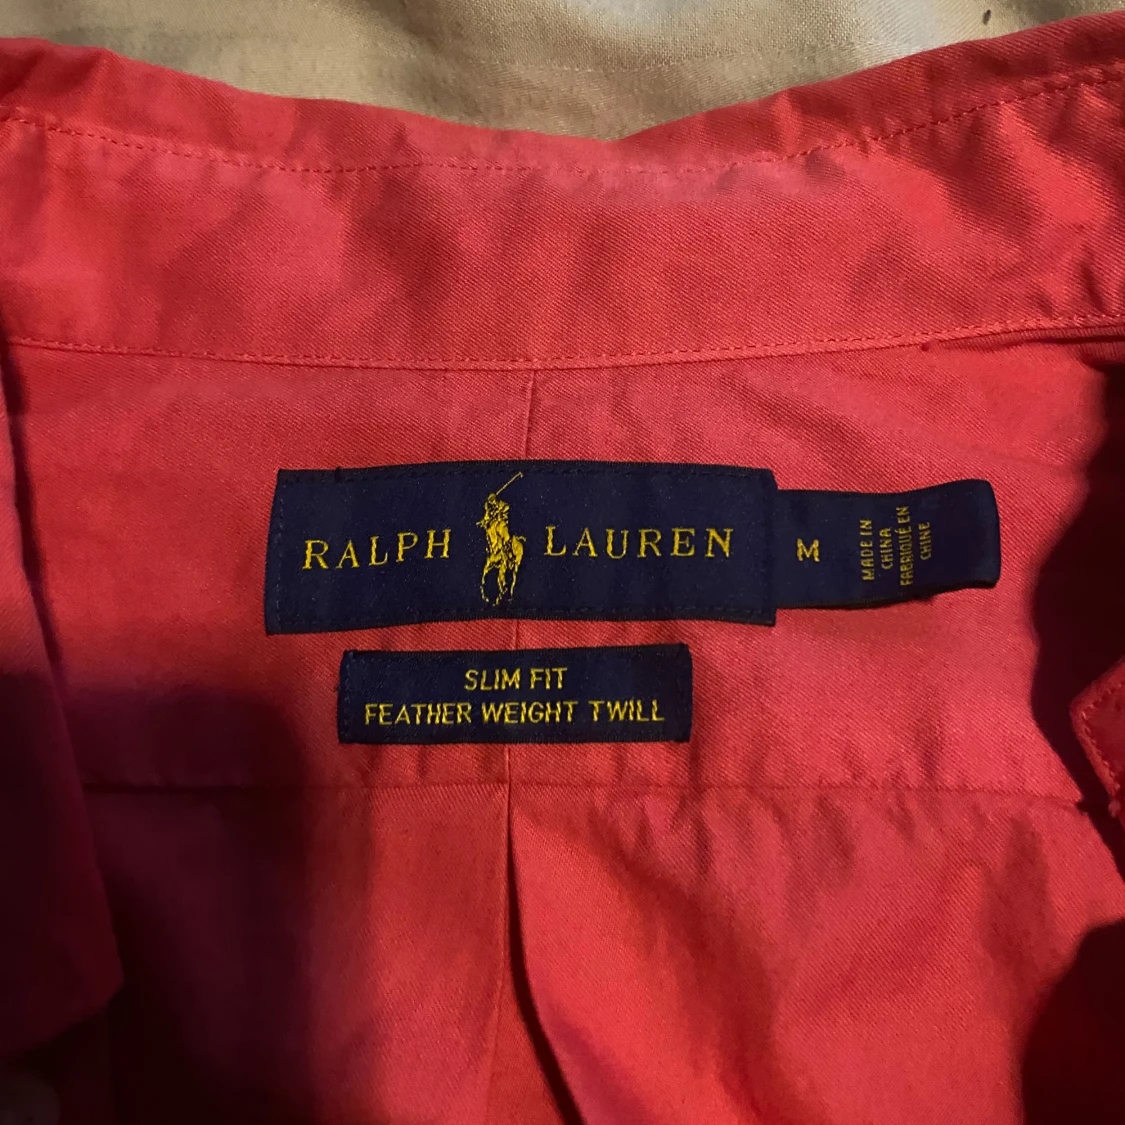 RALPH LAUREN
M
MADE IN
CHINA
FABRIQUÉ EN
CHINE
SLIM FIT
FEATHER WEIGHT TWILL